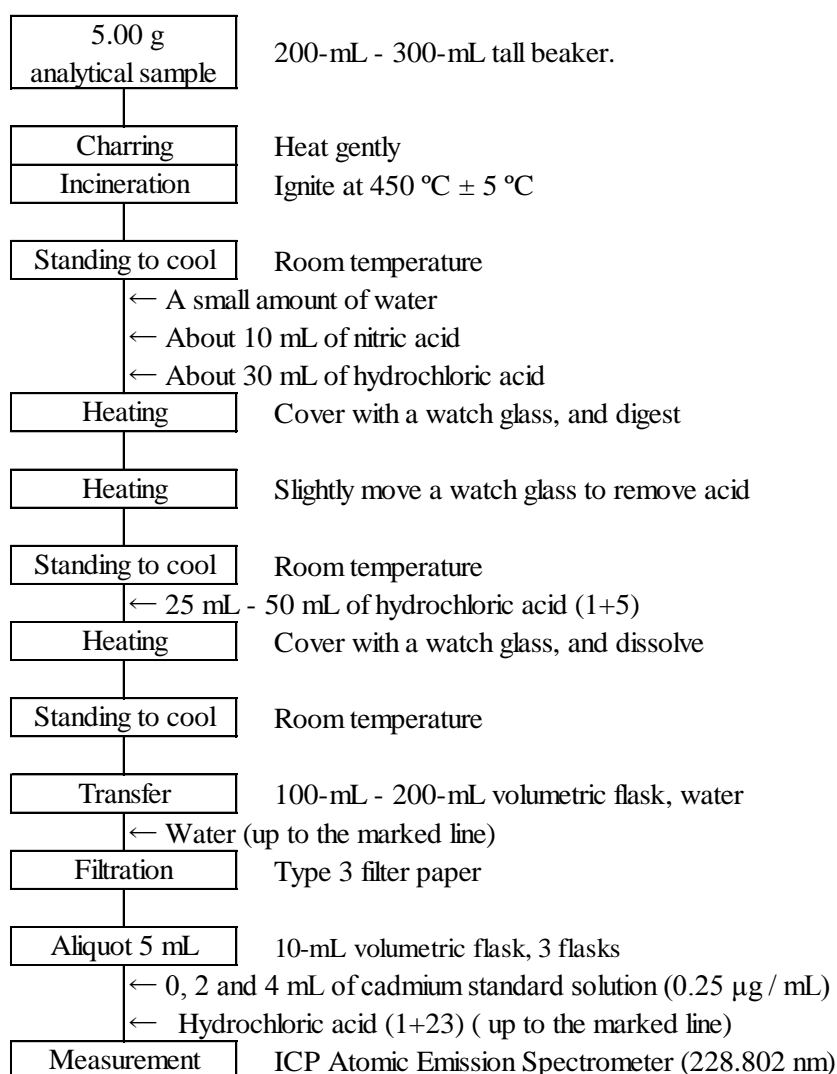 5.00 g
analytical sample
200-mL - 300-mL tall beaker.
Charring
Heat gently
Incineration
Ignite at 450 ºC ± 5 ºC
Standing to cool
Room temperature
← A small amount of water
← About 10 mL of nitric acid
← About 30 mL of hydrochloric acid
Heating
Cover with a watch glass, and digest
Heating
Slightly move a watch glass to remove acid
Standing to cool
Room temperature
← 25 mL - 50 mL of hydrochloric acid (1+5)
Heating
Cover with a watch glass, and dissolve
Standing to cool
Room temperature
Transfer
100-mL - 200-mL volumetric flask, water
← Water (up to the marked line)
Filtration
Type 3 filter paper
Aliquot 5 mL
10-mL volumetric flask, 3 flasks
← 0, 2 and 4 mL of cadmium standard solution (0.25 µg / mL)
← Hydrochloric acid (1+23) ( up to the marked line)
Measurement
ICP Atomic Emission Spectrometer (228.802 nm)